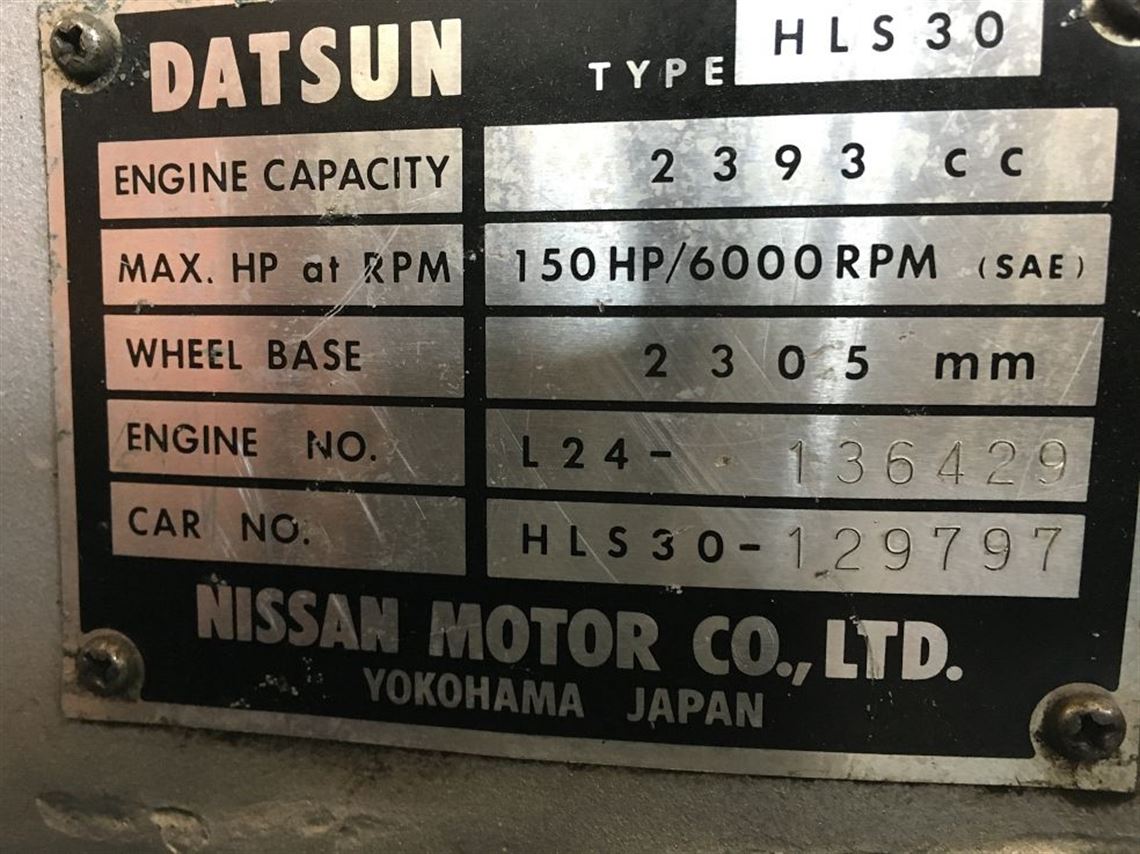 DATSUN TYPE HLS30
ENGINE CAPACITY 2393 CC
MAX. HP at RPM 150HP/6000RPM (SAE)
WHEEL BASE 2305 mm
ENGINE NO. L24- 136429
CAR NO. HLS30-129797
NISSAN MOTOR CO., LTD.
YOKOHAMA JAPAN